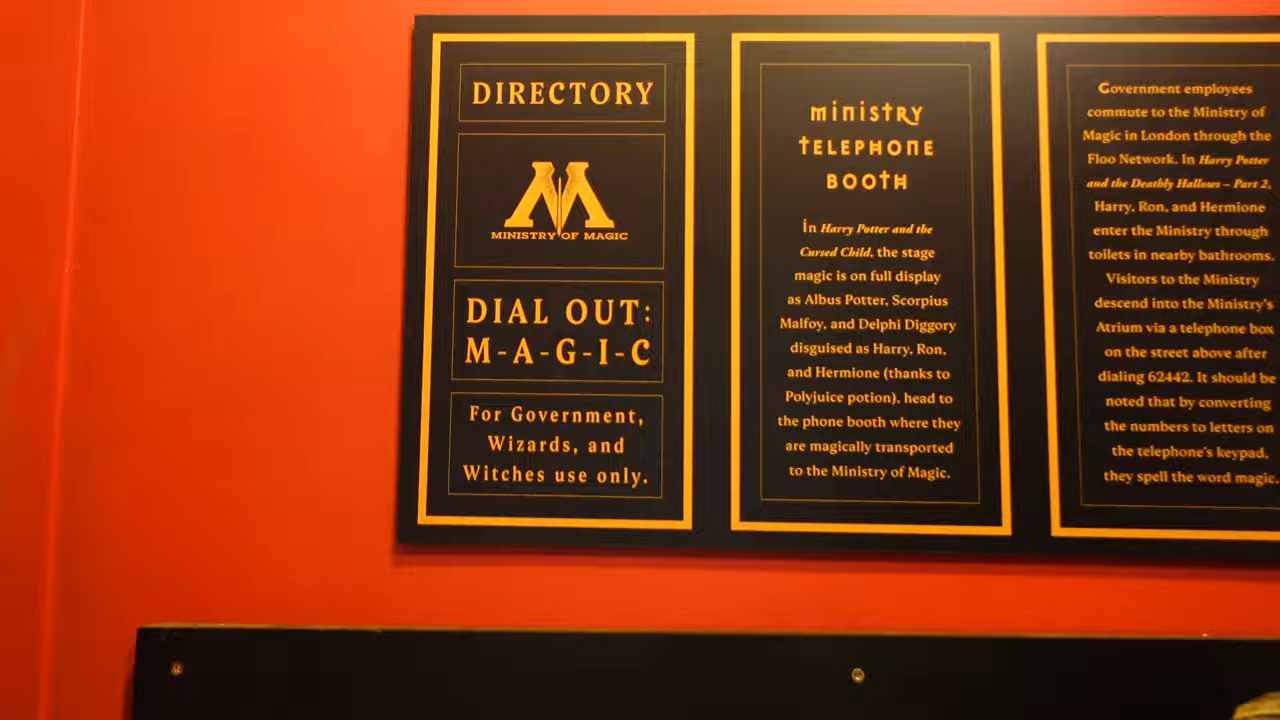 DIRECTORY
MINISTRY OF MAGIC
DIAL OUT:
M-A-G-I-C
For Government,
Wizards, and
Witches use only.
MINISTRY
TELEPHONE
BOOTH
In Harry Potter and the
Cursed Child, the stage
magic is on full display
as Albus Potter, Scorpius
Malfoy, and Delphi Diggory
disguised as Harry, Ron,
and Hermione (thanks to
Polyjuice potion), head to
the phone booth where they
are magically transported
to the Ministry of Magic.
Government employees
commute to the Ministry of
Magic in London through the
Floo Network. In Harry Potter
and the Deathly Hallows – Part 2,
Harry, Ron, and Hermione
enter the Ministry through
toilets in nearby bathrooms.
Visitors to the Ministry
descend into the Ministry's
Atrium via a telephone box
on the street above after
dialing 62442. It should be
noted that by converting
the numbers to letters on
the telephone's keypad,
they spell the word magic.